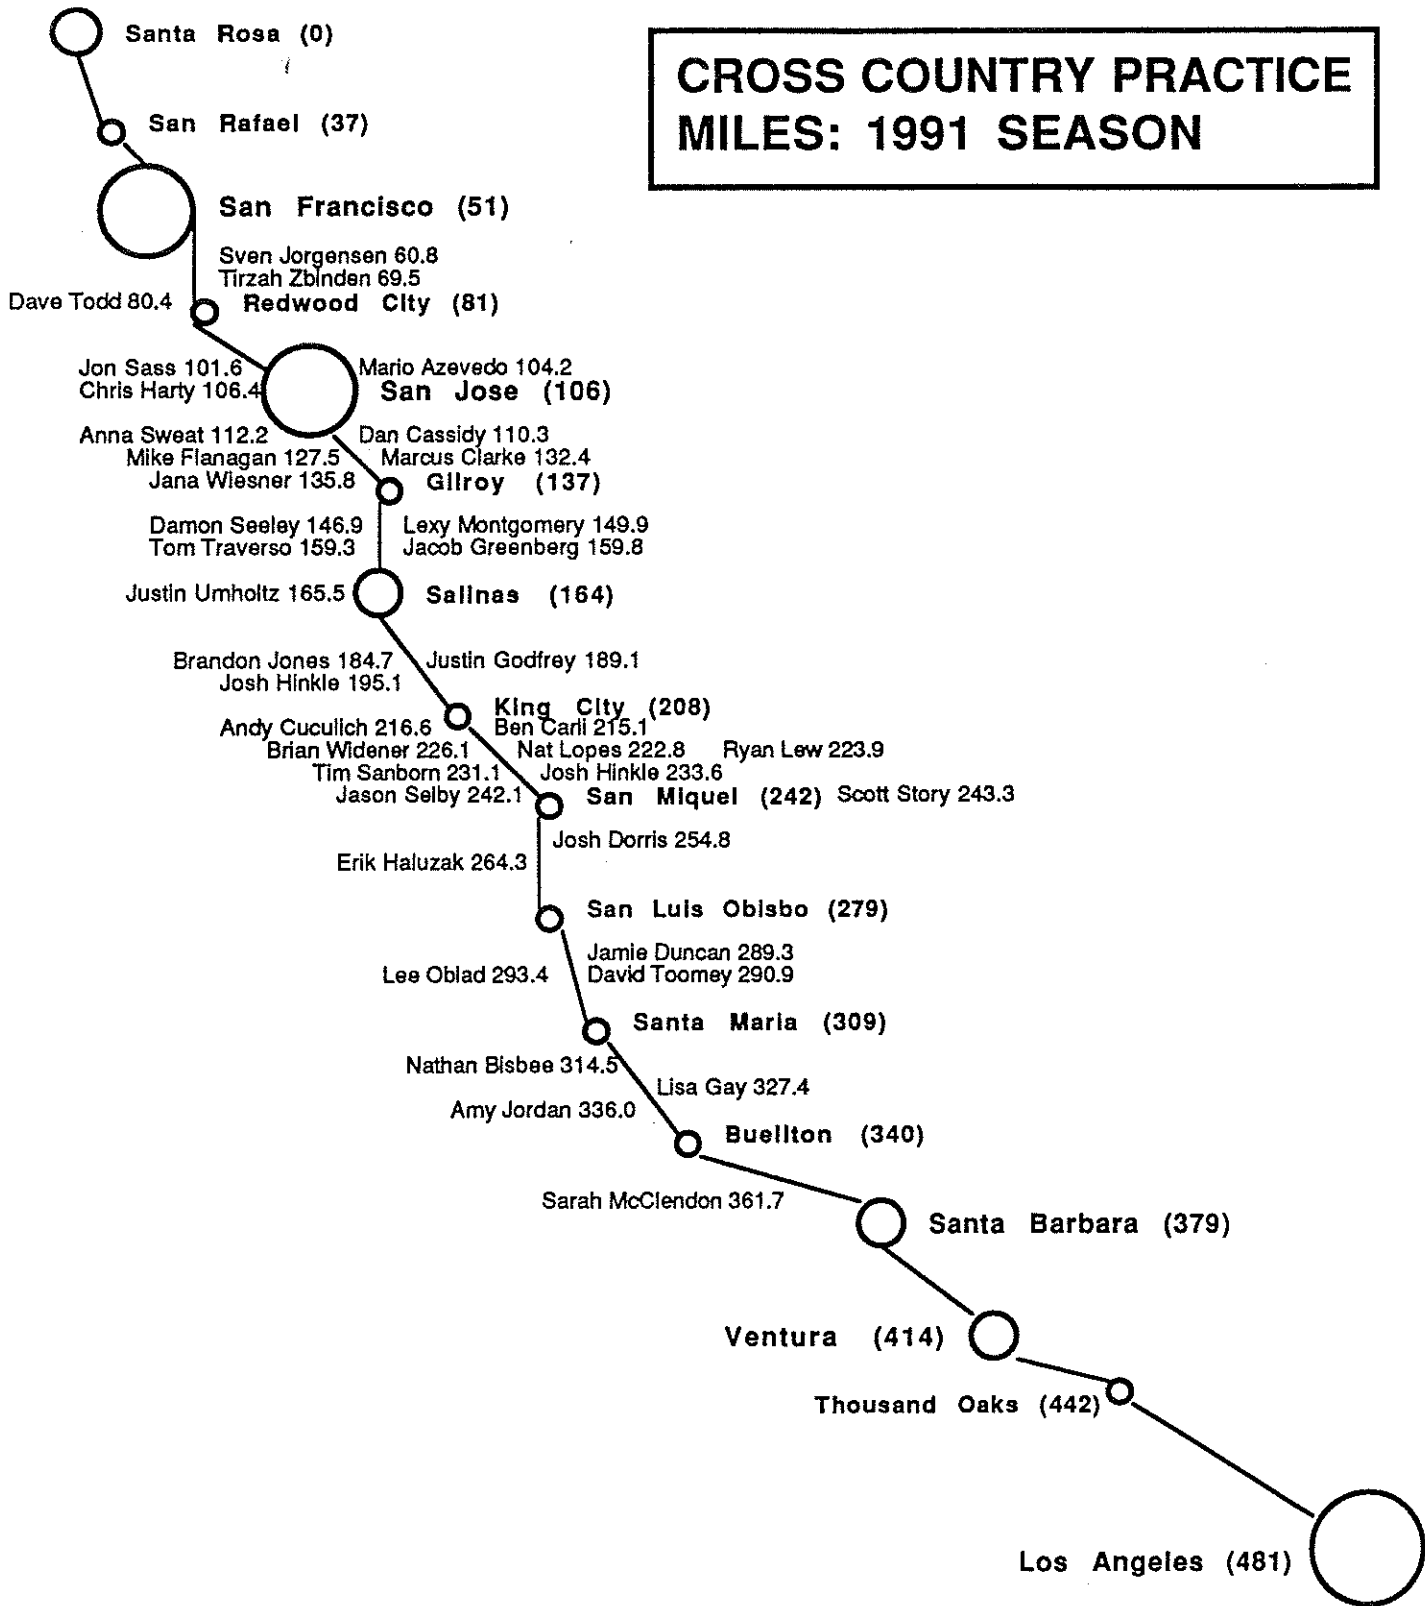 Santa Rosa (0)
CROSS COUNTRY PRACTICE
MILES: 1991 SEASON
San Rafael (37)
San Francisco (51)
Sven Jorgensen 60.8
Tirzah Zbinden 69.5
Dave Todd 80.4
Redwood City (81)
Jon Sass 101.6
Mario Azevedo 104.2
Chris Harty 106.4
San Jose (106)
Anna Sweat 112.2
Dan Cassidy 110.3
Mike Flanagan 127.5
Marcus Clarke 132.4
Jana Wiesner 135.8
Gilroy (137)
Damon Seeley 146.9
Lexy Montgomery 149.9
Tom Traverso 159.3
Jacob Greenberg 159.8
Justin Umholtz 165.5
Salinas (164)
Brandon Jones 184.7
Justin Godfrey 189.1
Josh Hinkle 195.1
King City (208)
Andy Cuculich 216.6
Ben Carli 215.1
Brian Widener 226.1
Nat Lopes 222.8
Ryan Lew 223.9
Tim Sanborn 231.1
Josh Hinkle 233.6
Jason Selby 242.1
San Miquel (242)
Scott Story 243.3
Josh Dorris 254.8
Erik Haluzak 264.3
San Luis Obisbo (279)
Jamie Duncan 289.3
Lee Oblad 293.4
David Toomey 290.9
Santa Maria (309)
Nathan Bisbee 314.5
Lisa Gay 327.4
Amy Jordan 336.0
Buellton (340)
Sarah McClendon 361.7
Santa Barbara (379)
Ventura (414)
Thousand Oaks (442)
Los Angeles (481)